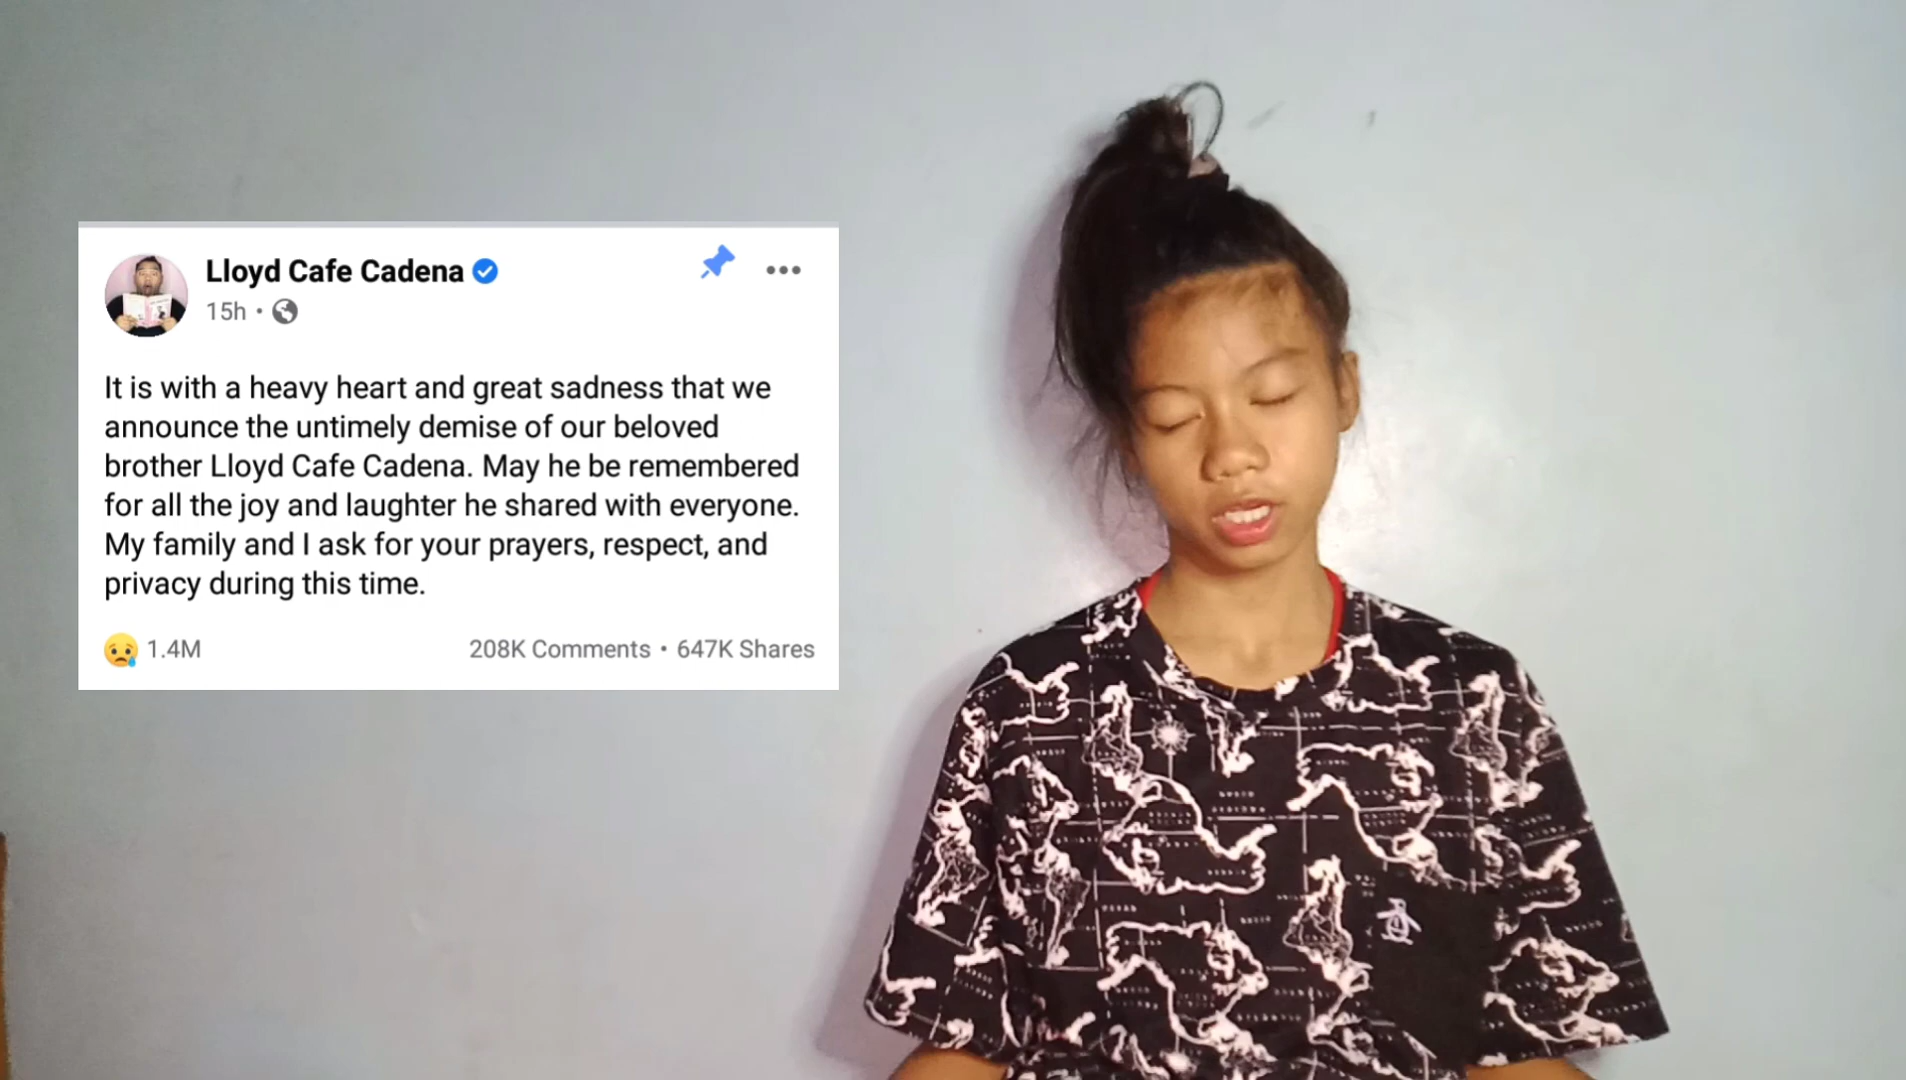 Lloyd Cafe Cadena
15h •
It is with a heavy heart and great sadness that we
announce the untimely demise of our beloved
brother Lloyd Cafe Cadena. May he be remembered
for all the joy and laughter he shared with everyone.
My family and I ask for your prayers, respect, and
privacy during this time.
1.4M 208K Comments • 647K Shares